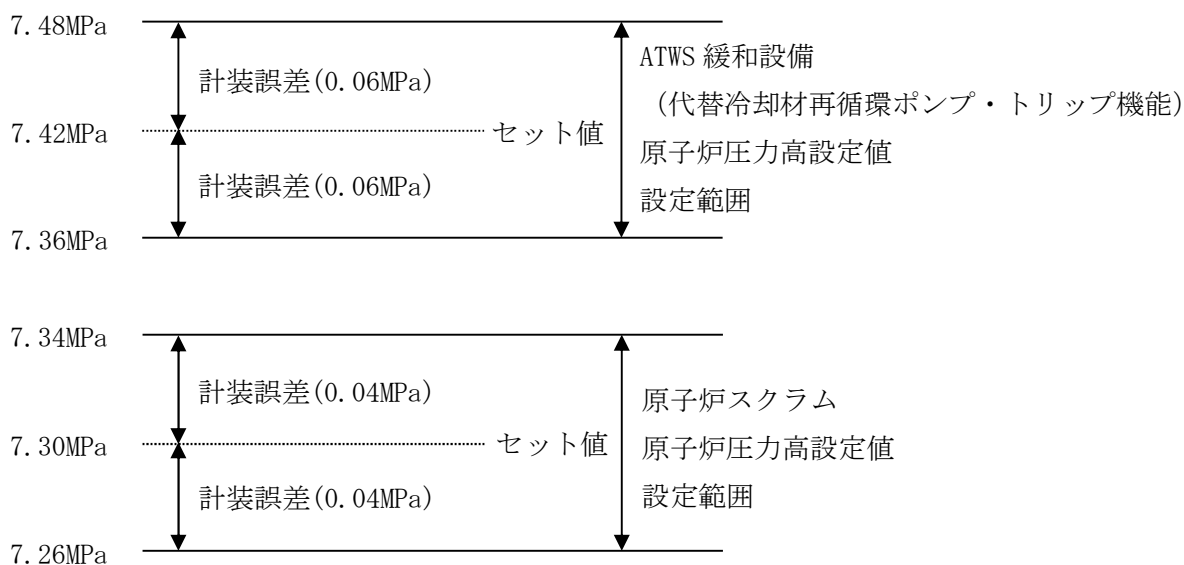 7.48MPa
計装誤差(0.06MPa)
7.42MPa
セット値
計装誤差(0.06MPa)
7.36MPa
ATWS 緩和設備
(代替冷却材再循環ポンプ・トリップ機能)
原子炉圧力高設定値
設定範囲
7.34MPa
計装誤差(0.04MPa)
7.30MPa
セット値
計装誤差(0.04MPa)
7.26MPa
原子炉スクラム
原子炉圧力高設定値
設定範囲